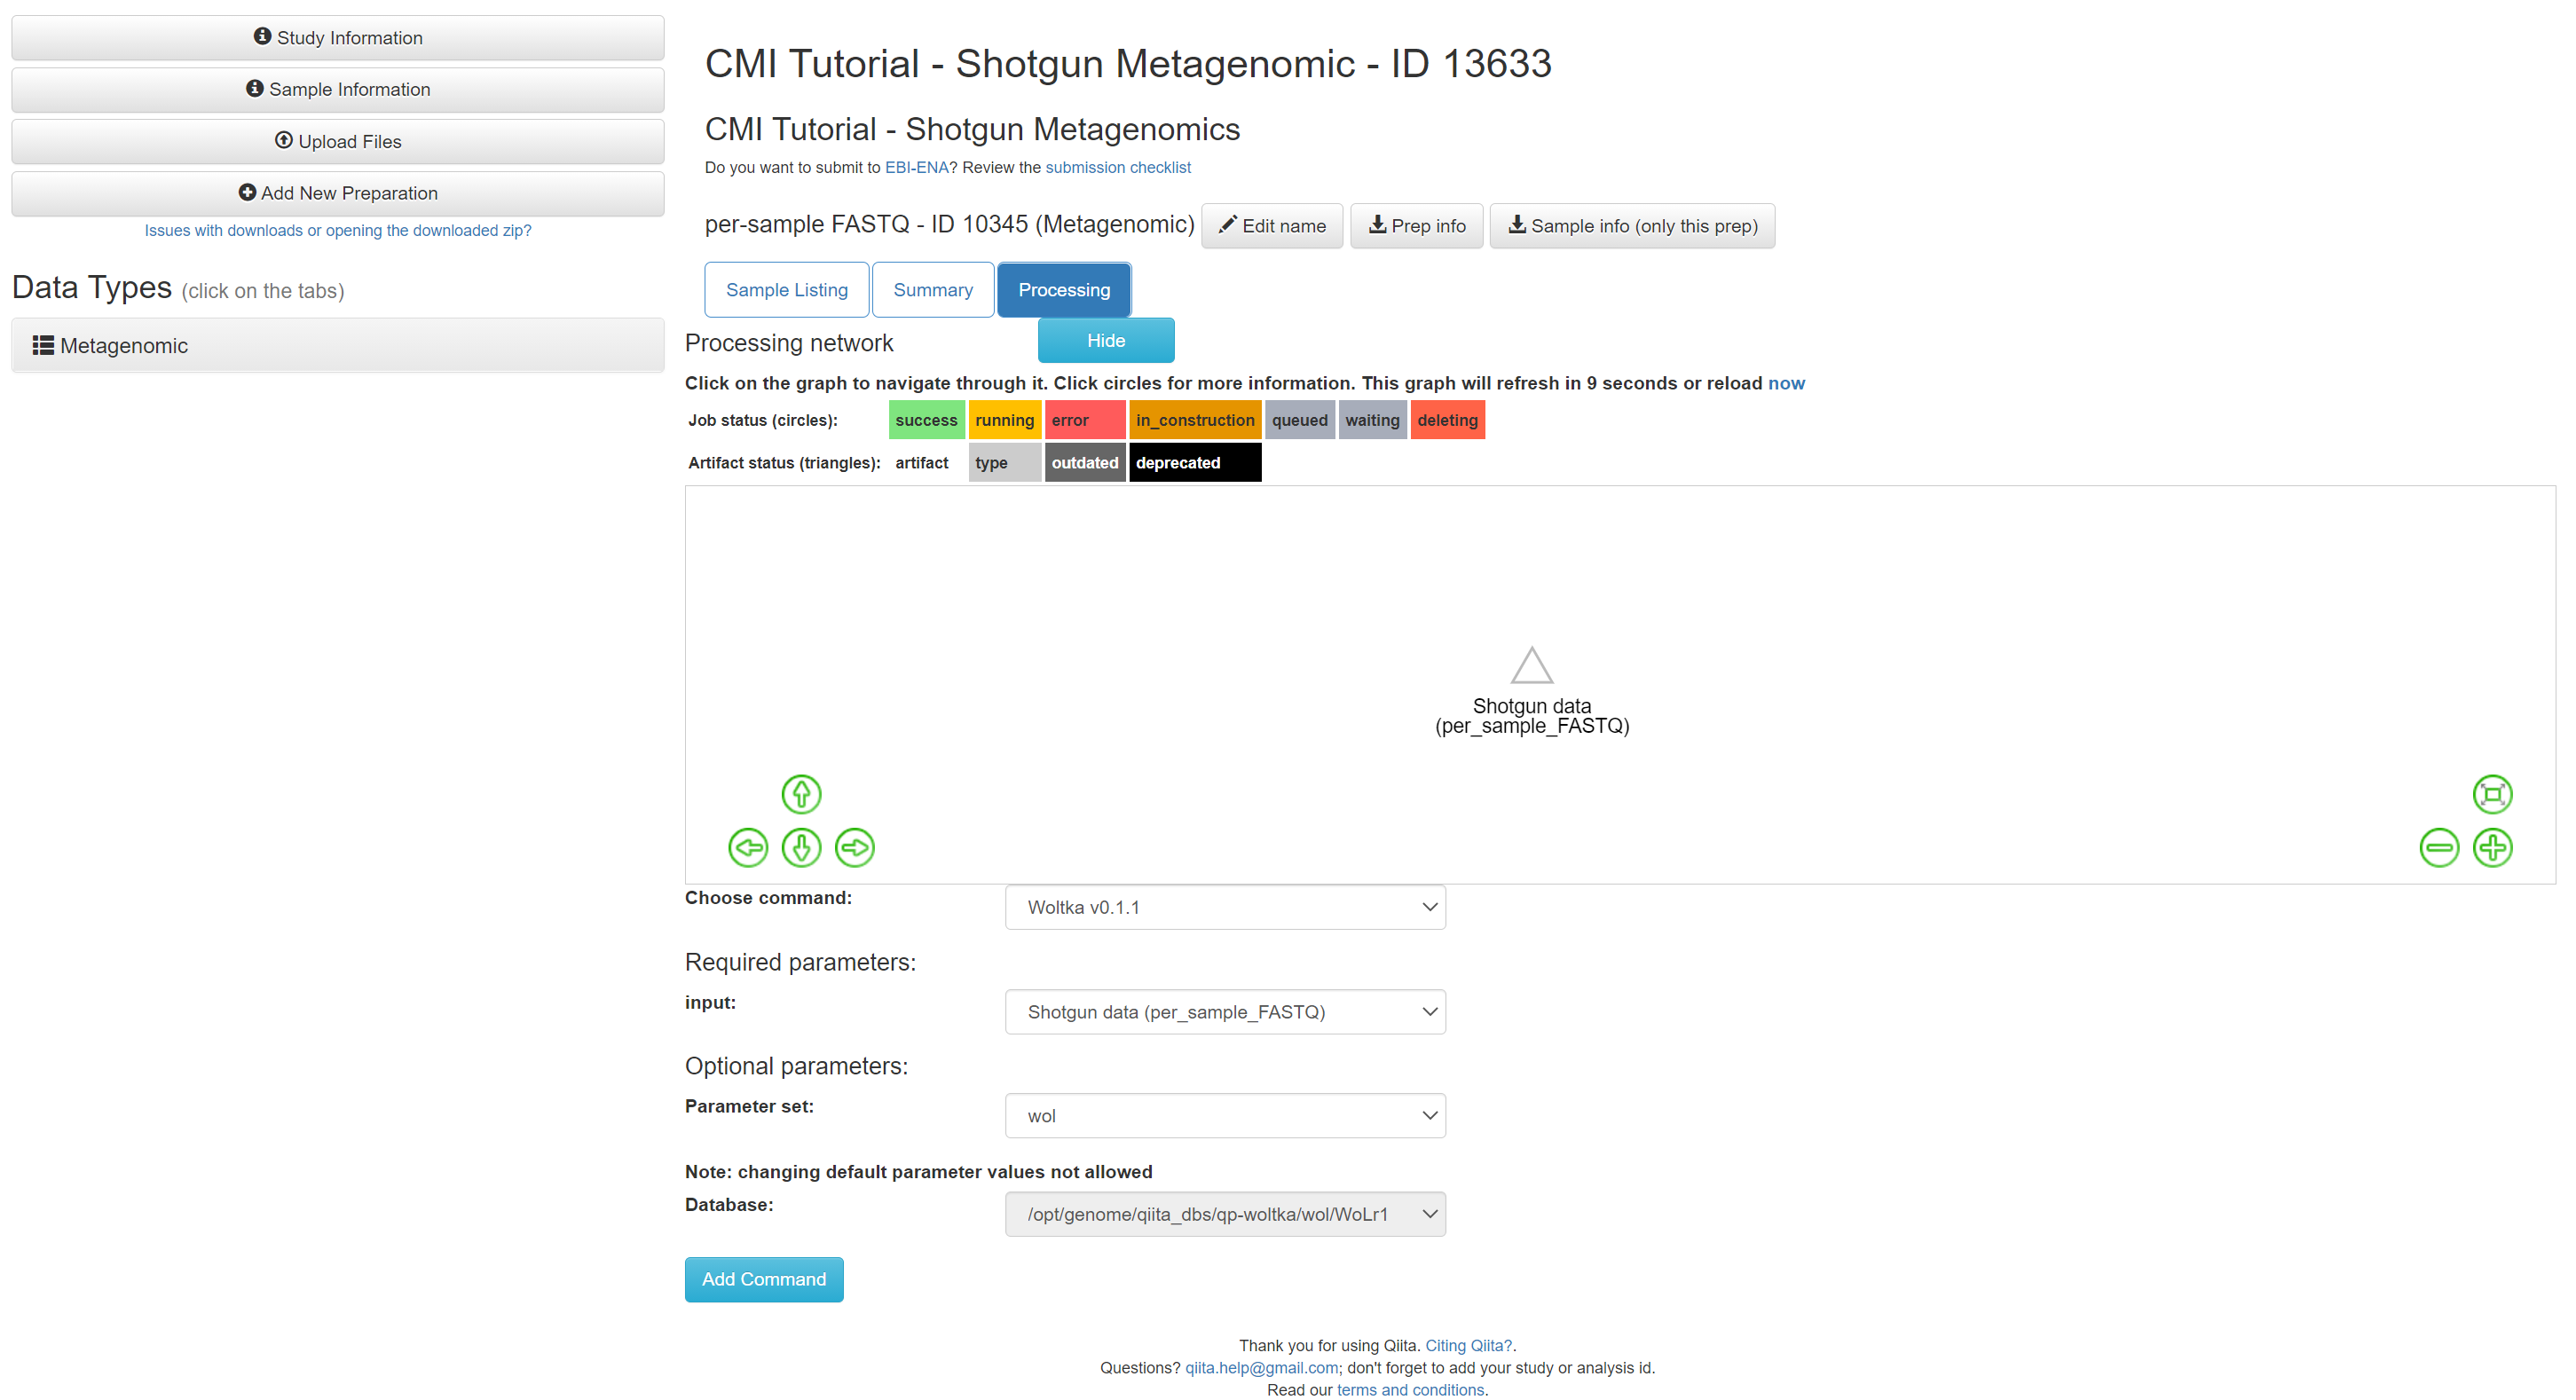 Study Information
Sample Information
Upload Files
Add New Preparation
Issues with downloads or opening the downloaded zip?
Data Types (click on the tabs)
Metagenomic
CMI Tutorial - Shotgun Metagenomic - ID 13633
CMI Tutorial - Shotgun Metagenomics
Do you want to submit to EBI-ENA? Review the submission checklist
per-sample FASTQ - ID 10345 (Metagenomic) Edit name Prep info Sample info (only this prep)
Sample Listing Summary Processing
Processing network Hide
Click on the graph to navigate through it. Click circles for more information. This graph will refresh in 9 seconds or reload now
Job status (circles): success running error in_construction queued waiting deleting
Artifact status (triangles): artifact type outdated deprecated
Shotgun data
(per_sample_FASTQ)
Choose command: Woltka v0.1.1
Required parameters:
input: Shotgun data (per_sample_FASTQ)
Optional parameters:
Parameter set: wol
Note: changing default parameter values not allowed
Database: /opt/genome/qiita_dbs/qp-woltka/wol/WoLr1
Add Command
Thank you for using Qiita. Citing Qiita?.
Questions? qiita.help@gmail.com; don't forget to add your study or analysis id.
Read our terms and conditions.